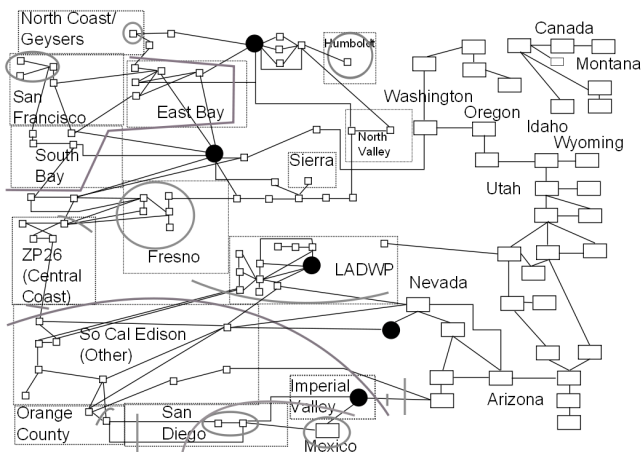 North Coast/
Geysers
Humboldt
Canada
Montana
San
Francisco
East Bay
Washington
Oregon
Idaho
Wyoming
South
Bay
North
Valley
Sierra
Utah
ZP26
(Central
Coast)
Fresno
LADWP
Nevada
So Cal Edison
(Other)
Arizona
Imperial
Valley
Orange
County
San
Diego
Mexico